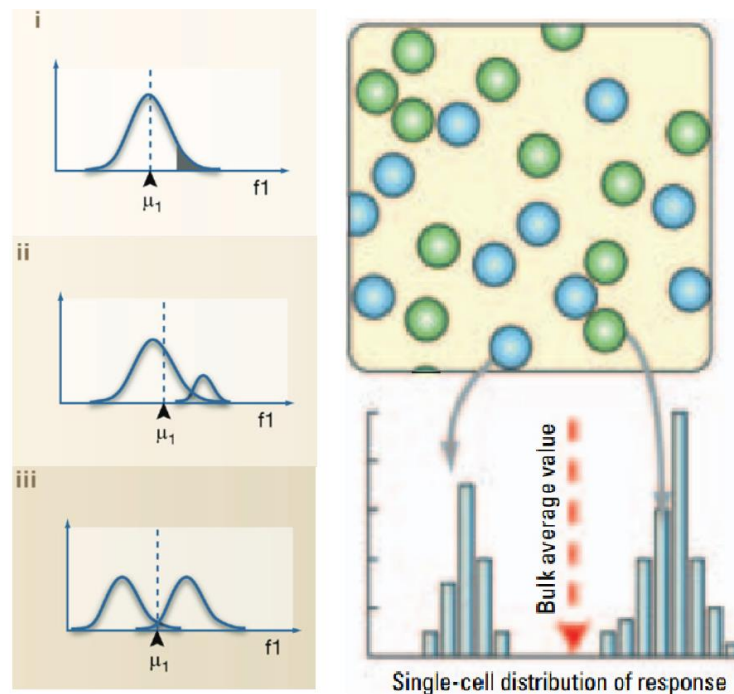 i
f1
μ1
ii
f1
μ1
iii
f1
μ1
Bulk average value
Single-cell distribution of response